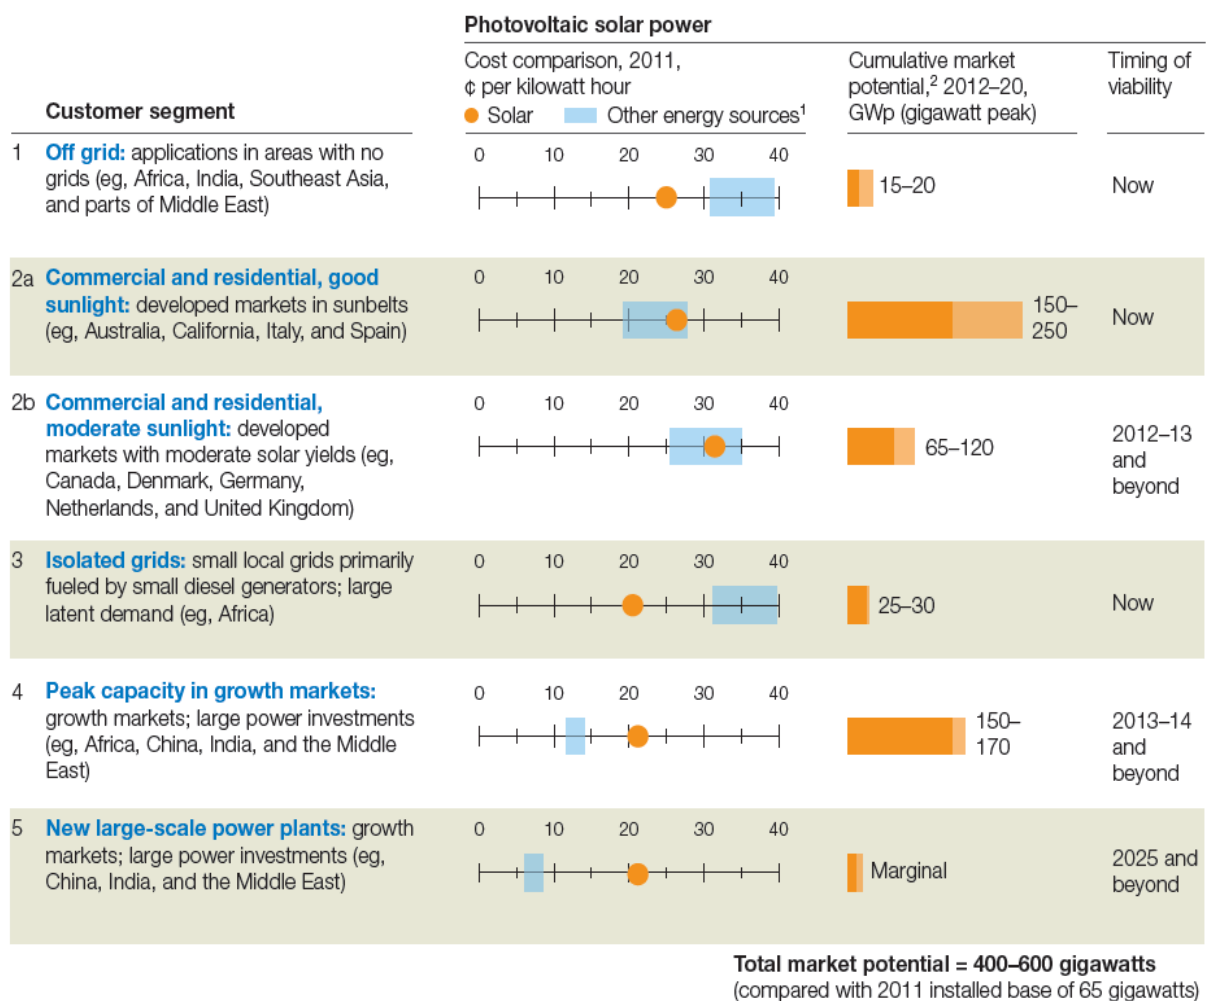 Photovoltaic solar power
Customer segment
Cost comparison, 2011,
¢ per kilowatt hour
Solar
Other energy sources¹
Cumulative market
potential,² 2012–20,
GWp (gigawatt peak)
Timing of
viability
1 Off grid: applications in areas with no
grids (eg, Africa, India, Southeast Asia,
and parts of Middle East)
0 10 20 30 40
15–20
Now
2a Commercial and residential, good
sunlight: developed markets in sunbelts
(eg, Australia, California, Italy, and Spain)
0 10 20 30 40
150–
250
Now
2b Commercial and residential,
moderate sunlight: developed
markets with moderate solar yields (eg,
Canada, Denmark, Germany,
Netherlands, and United Kingdom)
0 10 20 30 40
65–120
2012–13
and
beyond
3 Isolated grids: small local grids primarily
fueled by small diesel generators; large
latent demand (eg, Africa)
0 10 20 30 40
25–30
Now
4 Peak capacity in growth markets:
growth markets; large power investments
(eg, Africa, China, India, and the Middle
East)
0 10 20 30 40
150–
170
2013–14
and
beyond
5 New large-scale power plants: growth
markets; large power investments (eg,
China, India, and the Middle East)
0 10 20 30 40
Marginal
2025 and
beyond
Total market potential = 400–600 gigawatts
(compared with 2011 installed base of 65 gigawatts)